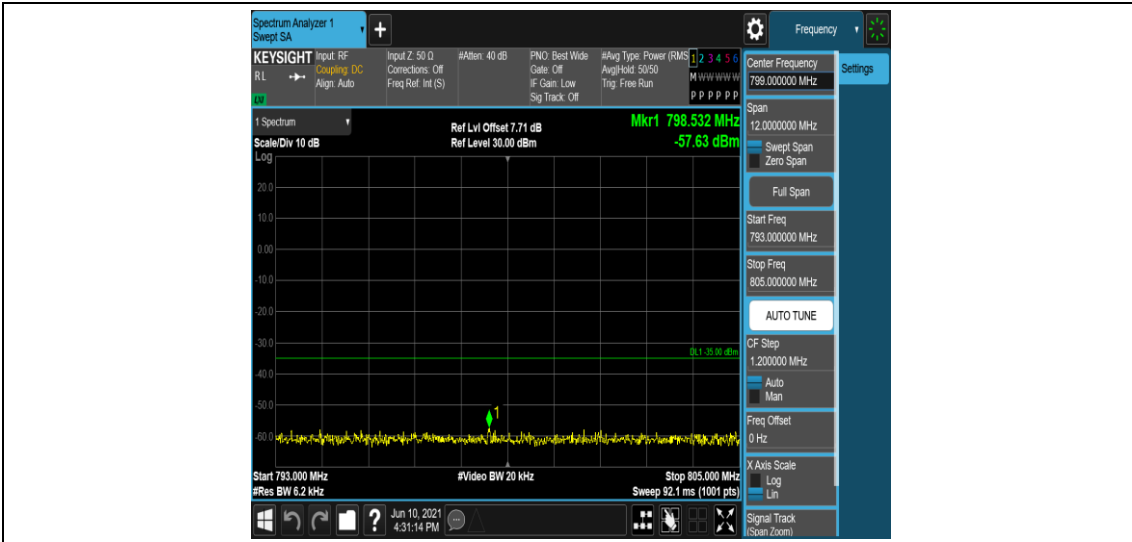 Spectrum Analyzer 1
Swept SA
+
Frequency
KEYSIGHT
RL
Input: RF
Coupling: DC
Align: Auto
Input Z: 50 Ω
Corrections: Off
Freq Ref: Int (S)
#Atten: 40 dB
PNO: Best Wide
Gate: Off
IF Gain: Low
Sig Track: Off
#Avg Type: Power (RMS
Avg|Hold: 50/50
Trig: Free Run
1 2 3 4 5 6
M W W W W W
P P P P P P
1 Spectrum
Scale/Div 10 dB
Log
Ref Lvl Offset 7.71 dB
Ref Level 30.00 dBm
Mkr1 798.532 MHz
-57.63 dBm
20.0
10.0
0.00
-10.0
-20.0
-30.0
DL1 -35.00 dBm
-40.0
-50.0
1
-60.0
Start 793.000 MHz
#Video BW 20 kHz
Stop 805.000 MHz
#Res BW 6.2 kHz
Sweep 92.1 ms (1001 pts)
Center Frequency
799.000000 MHz
Settings
Span
12.0000000 MHz
Swept Span
Zero Span
Full Span
Start Freq
793.000000 MHz
Stop Freq
805.000000 MHz
AUTO TUNE
CF Step
1.200000 MHz
Auto
Man
Freq Offset
0 Hz
X Axis Scale
Log
Lin
Signal Track
(Span Zoom)
?
Jun 10, 2021
4:31:14 PM